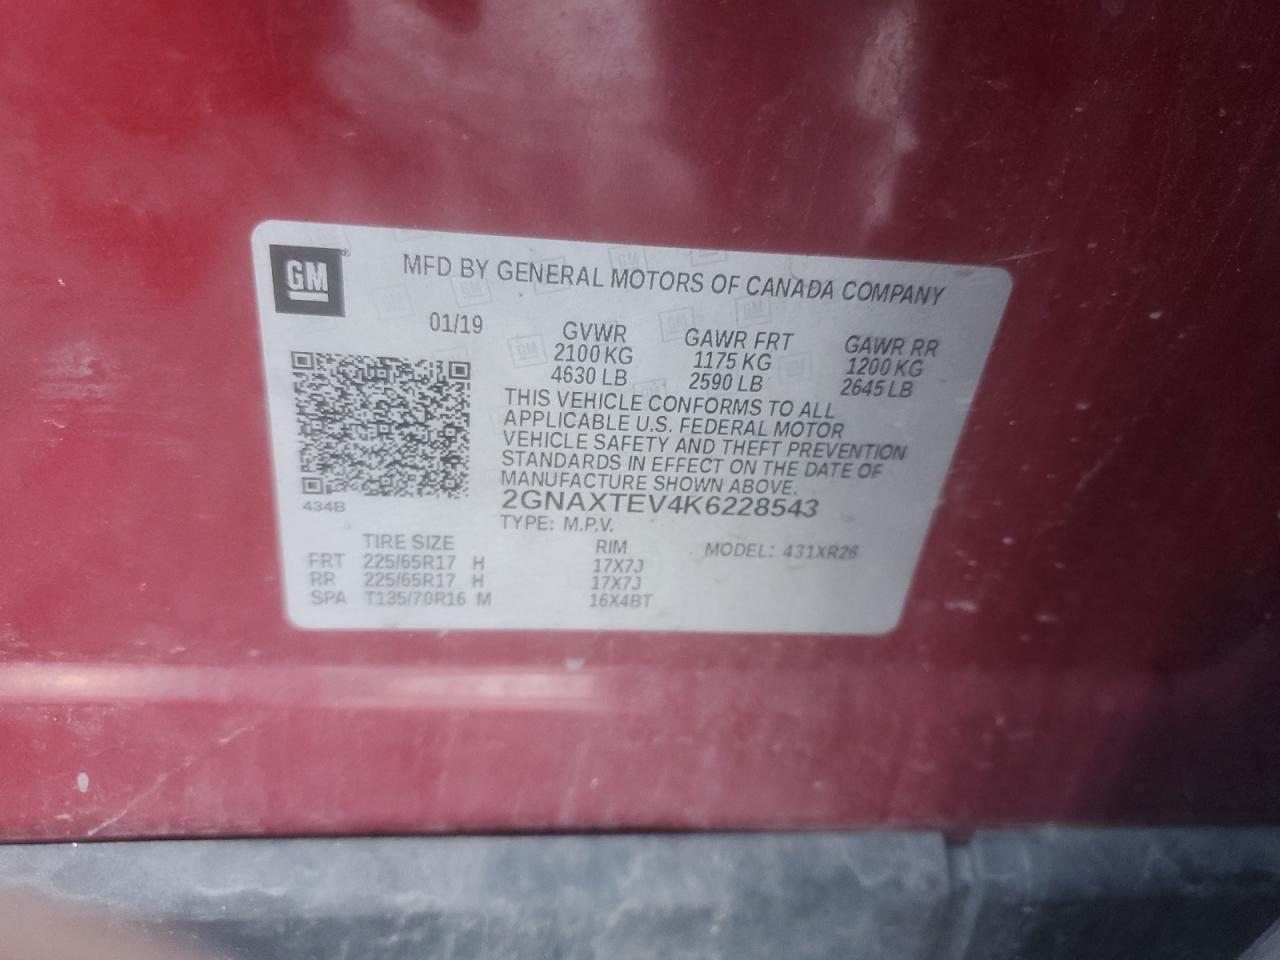 GM
MFD BY GENERAL MOTORS OF CANADA COMPANY
01/19 GVWR GAWR FRT GAWR RR
2100 KG 1175 KG 1200 KG
4630 LB 2590 LB 2645 LB
THIS VEHICLE CONFORMS TO ALL
APPLICABLE U.S. FEDERAL MOTOR
VEHICLE SAFETY AND THEFT PREVENTION
STANDARDS IN EFFECT ON THE DATE OF
MANUFACTURE SHOWN ABOVE.
434B
2GNAXTEV4K6228543
TYPE: M.P.V.
TIRE SIZE RIM MODEL: 431XR26
FRT 225/65R17 H 17X7J
RR 225/65R17 H 17X7J
SPA T135/70R16 M 16X4BT